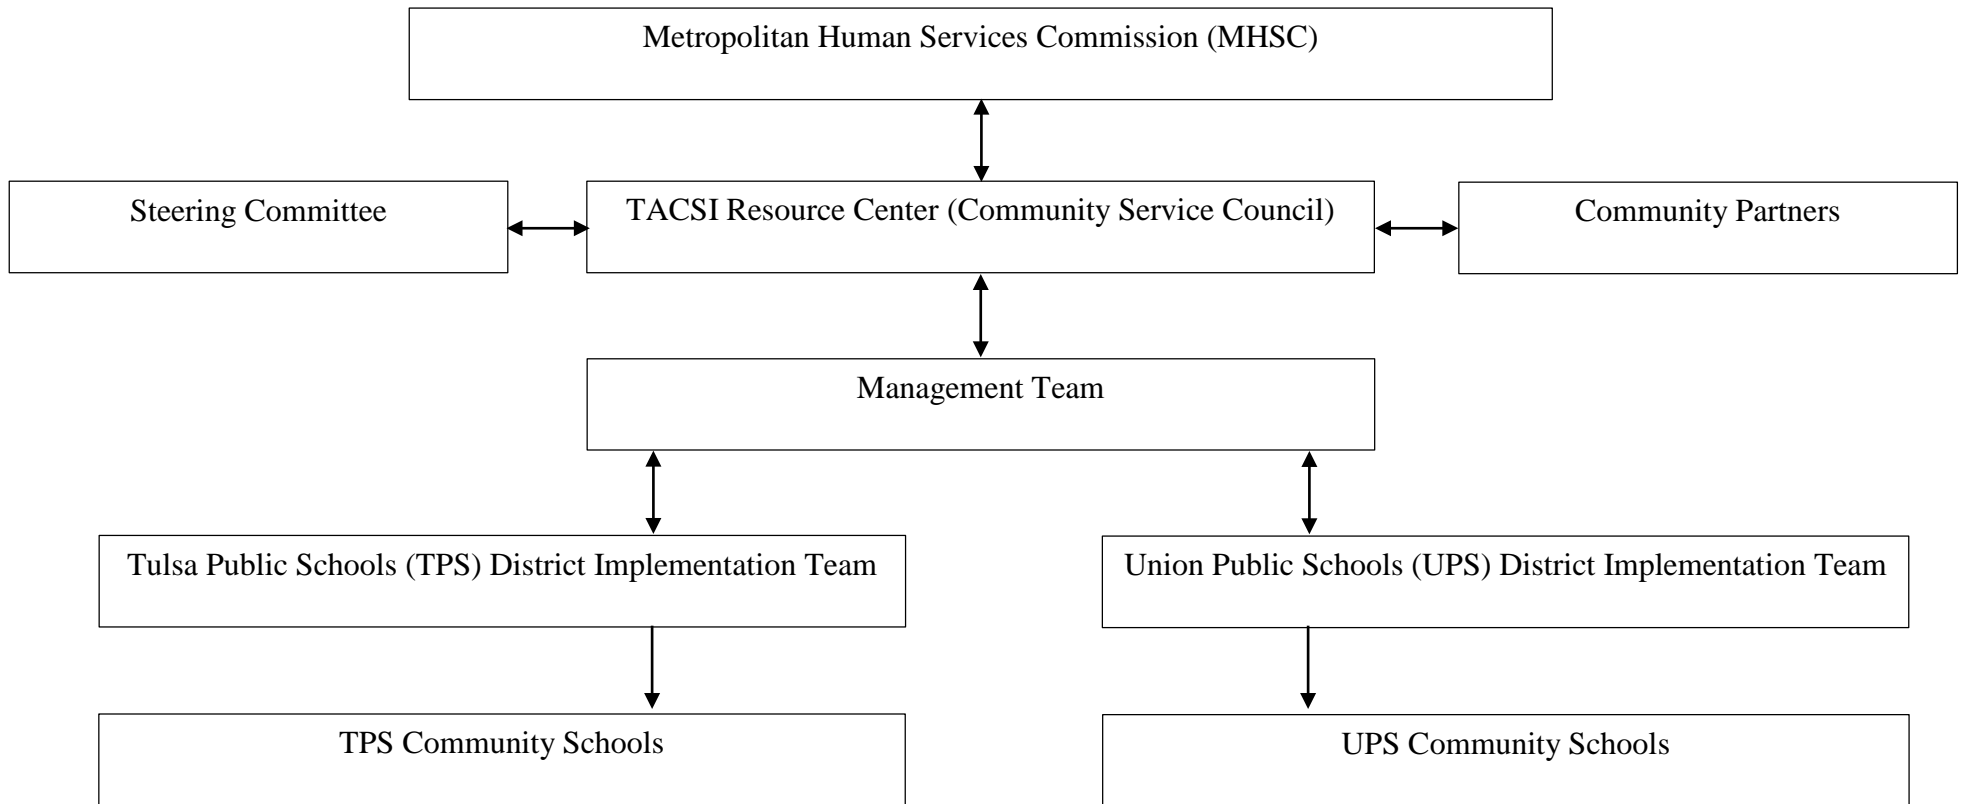 Metropolitan Human Services Commission (MHSC)
Steering Committee
TACSI Resource Center (Community Service Council)
Community Partners
Management Team
Tulsa Public Schools (TPS) District Implementation Team
Union Public Schools (UPS) District Implementation Team
TPS Community Schools
UPS Community Schools